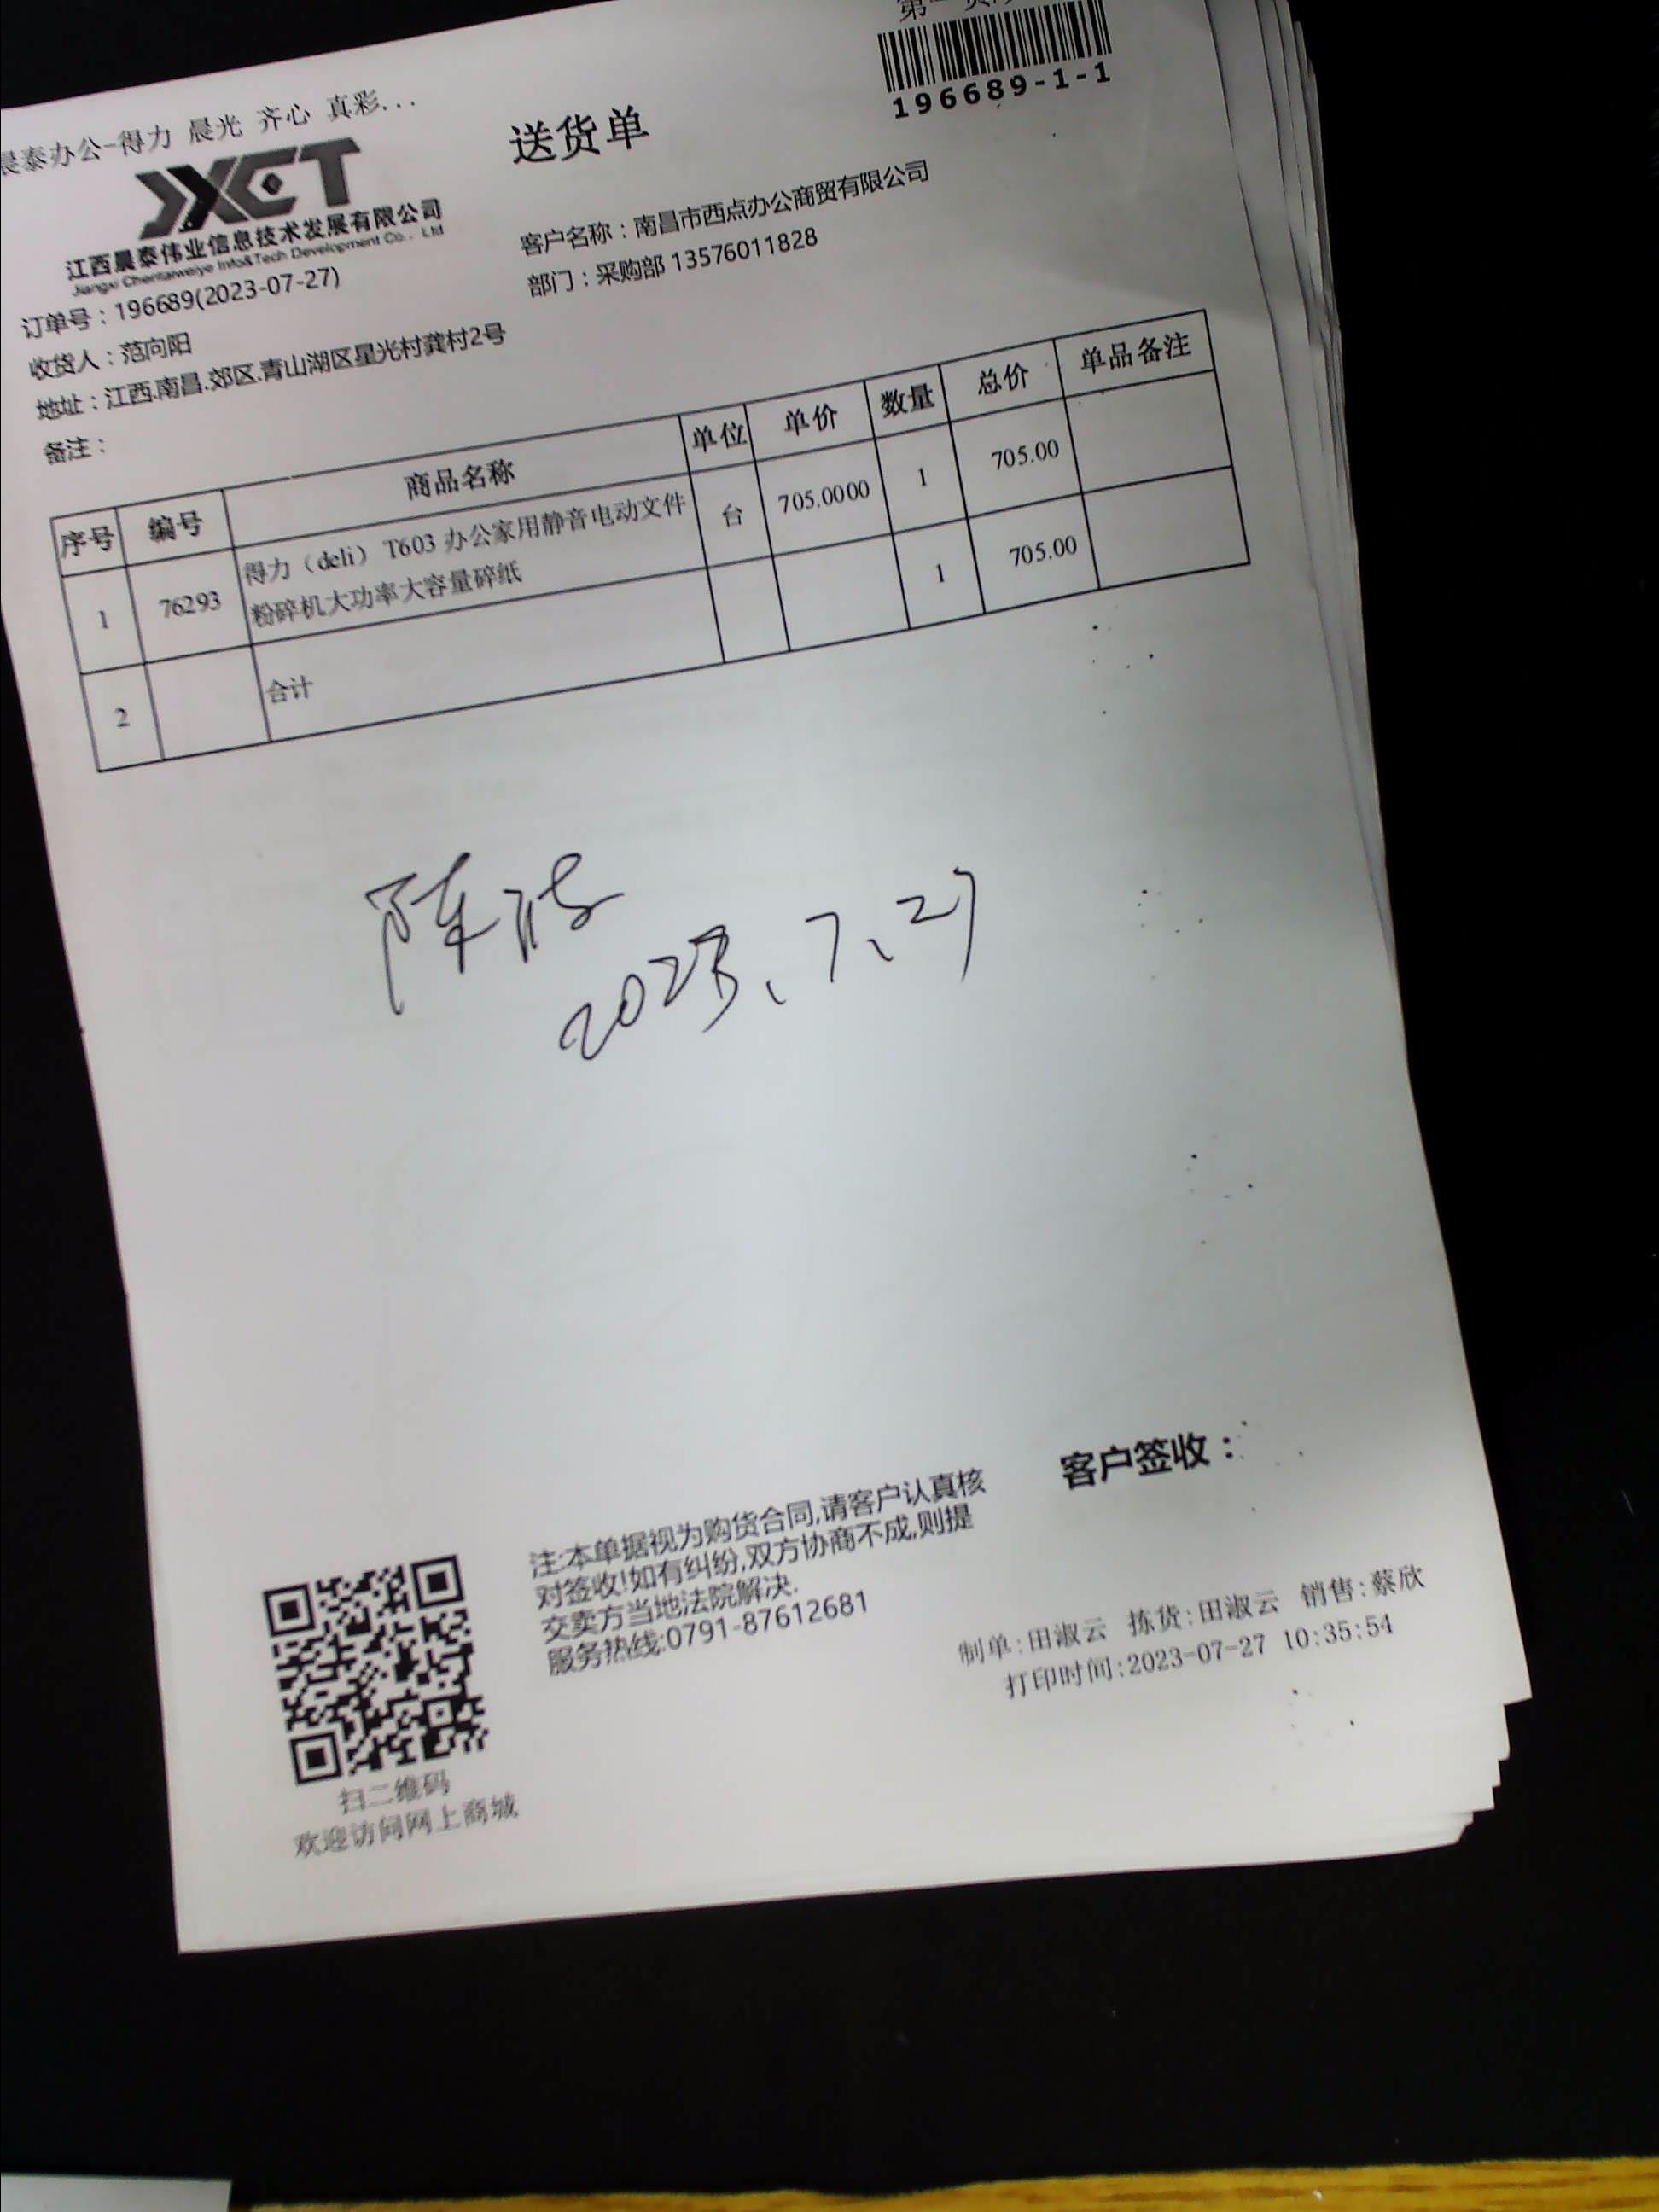 晨泰办公-得力 晨光 齐心 真彩...
JXCT
江西晨泰伟业信息技术发展有限公司
Jiangxi Chentaiweiye Info&Tech Development Co., Ltd
送货单
196689-1-1
订单号：196689(2023-07-27)
客户名称：南昌市西点办公商贸有限公司
收货人：范向阳
部门：采购部 13576011828
地址：江西.南昌.郊区.青山湖区星光村龚村2号
备注：
序号 编号 商品名称 单位 单价 数量 总价 单品备注
1 76293 得力（deli） T603 办公家用静音电动文件 台 705.0000 1 705.00
粉碎机大功率大容量碎纸
2 合计 1 705.00
陈
2023、7、27
客户签收：
注:本单据视为购货合同,请客户认真核
对签收!如有纠纷,双方协商不成,则提
交卖方当地法院解决.
服务热线:0791-87612681
制单:田淑云 拣货:田淑云 销售:蔡欣
打印时间:2023-07-27 10:35:54
扫二维码
欢迎访问网上商城